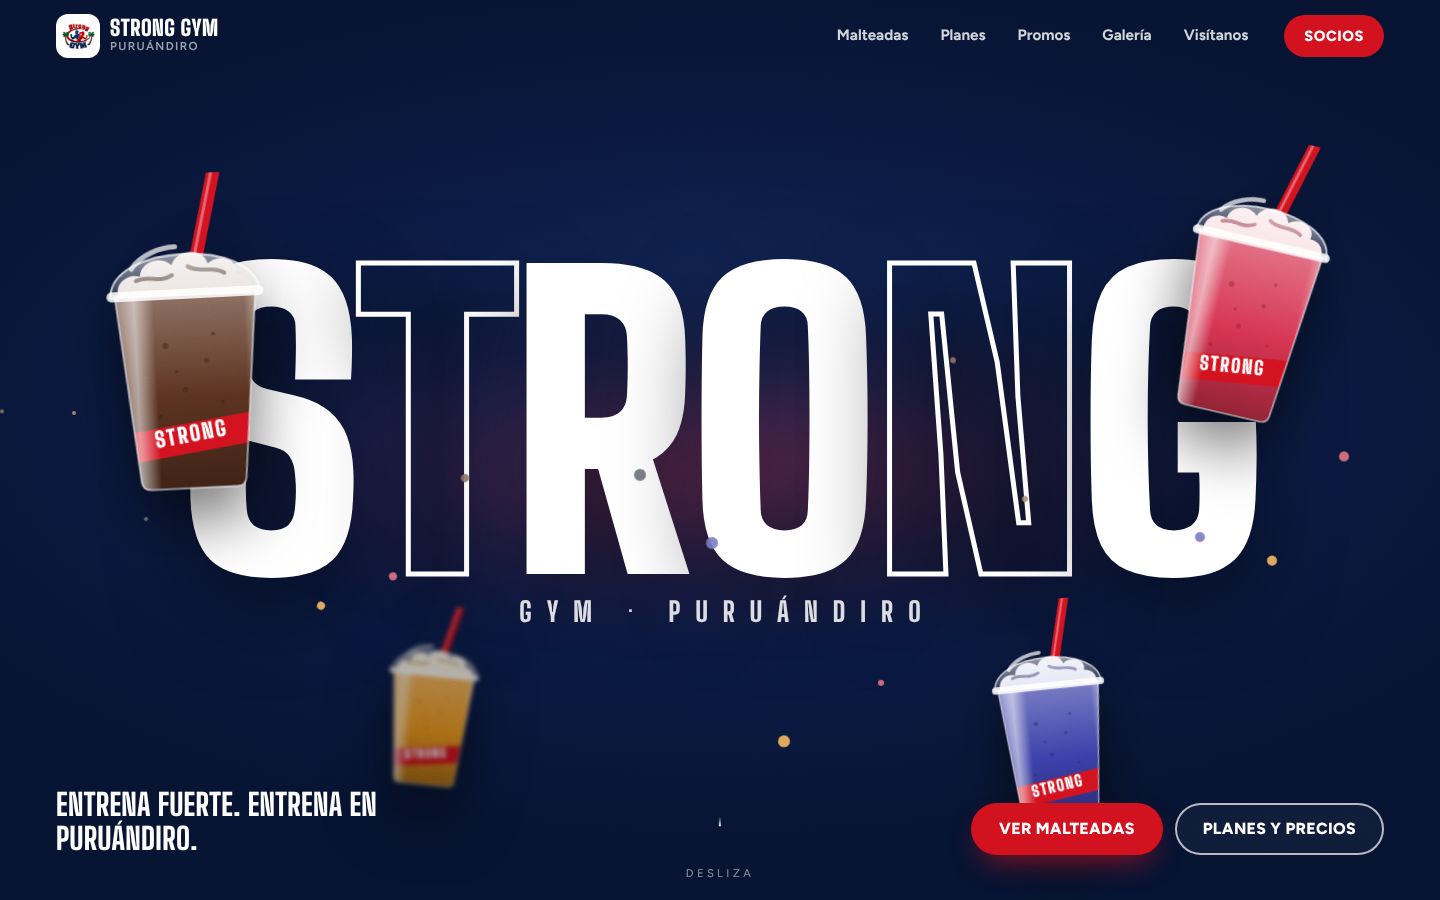 STRONG GYM
PURUÁNDIRO
Malteadas
Planes
Promos
Galería
Visítanos
SOCIOS
STRONG
STRONG
STRONG
GYM · PURUÁNDIRO
STRONG
STRONG
ENTRENA FUERTE. ENTRENA EN
PURUÁNDIRO.
VER MALTEADAS
PLANES Y PRECIOS
DESLIZA